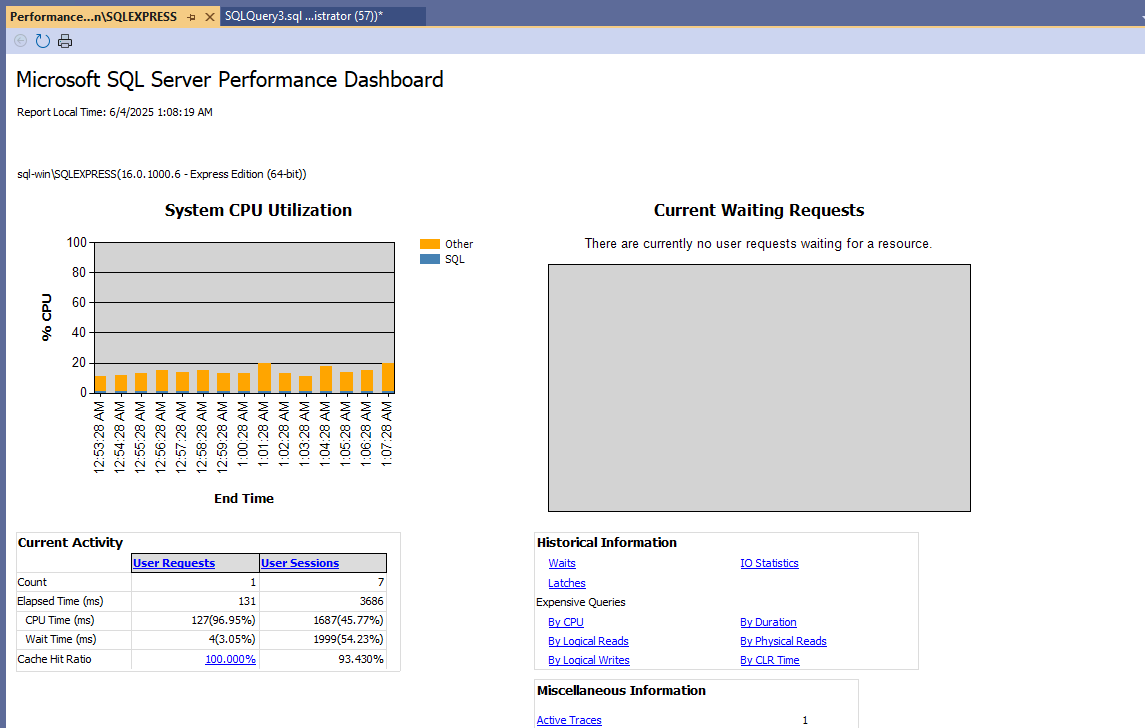 Performance...n\SQLEXPRESS
SQLQuery3.sql ...istrator (57))*
Microsoft SQL Server Performance Dashboard
Report Local Time: 6/4/2025 1:08:19 AM
sql-win\SQLEXPRESS(16.0.1000.6 - Express Edition (64-bit))
System CPU Utilization
100
80
60
40
20
0
% CPU
Other
SQL
12:53:28 AM
12:54:28 AM
12:55:28 AM
12:56:28 AM
12:57:28 AM
12:58:28 AM
12:59:28 AM
1:00:28 AM
1:01:28 AM
1:02:28 AM
1:03:28 AM
1:04:28 AM
1:05:28 AM
1:06:28 AM
1:07:28 AM
End Time
Current Waiting Requests
There are currently no user requests waiting for a resource.
Current Activity
User Requests User Sessions
Count 1 7
Elapsed Time (ms) 131 3686
CPU Time (ms) 127(96.95%) 1687(45.77%)
Wait Time (ms) 4(3.05%) 1999(54.23%)
Cache Hit Ratio 100.000% 93.430%
Historical Information
Waits IO Statistics
Latches
Expensive Queries
By CPU By Duration
By Logical Reads By Physical Reads
By Logical Writes By CLR Time
Miscellaneous Information
Active Traces 1